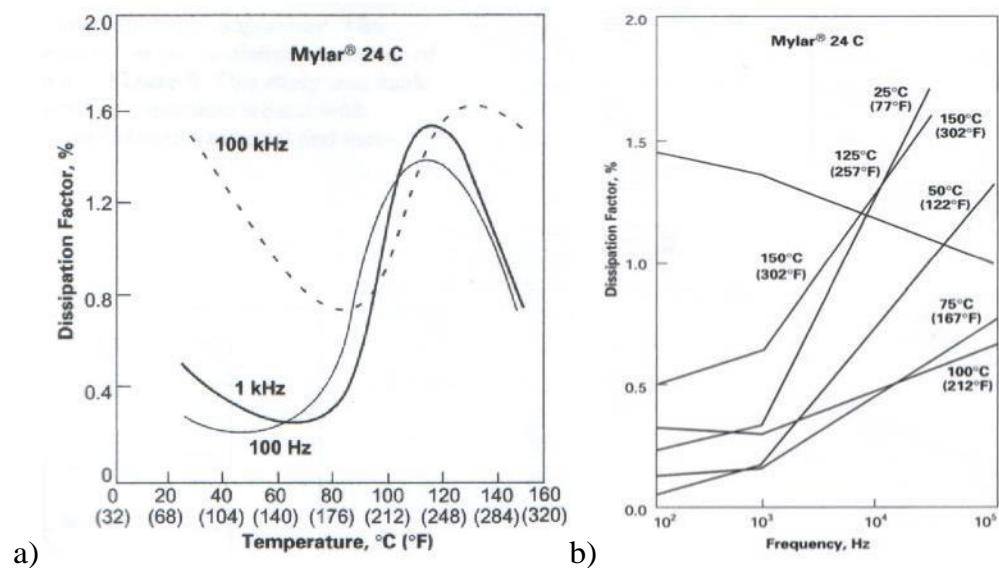 2.0
1.6
1.2
0.8
0.4
0
Mylar® 24 C
100 kHz
1 kHz
100 Hz
Dissipation Factor, %
0 20 40 60 80 100 120 140 160
(32) (68) (104) (140) (176) (212) (248) (284) (320)
Temperature, °C (°F)
a)
2.0
1.5
1.0
0.5
0.0
Mylar® 24 C
25°C
(77°F)
150°C
(302°F)
125°C
(257°F)
50°C
(122°F)
150°C
(302°F)
75°C
(167°F)
100°C
(212°F)
Dissipation Factor, %
10² 10³ 10⁴ 10⁵
Frequency, Hz
b)